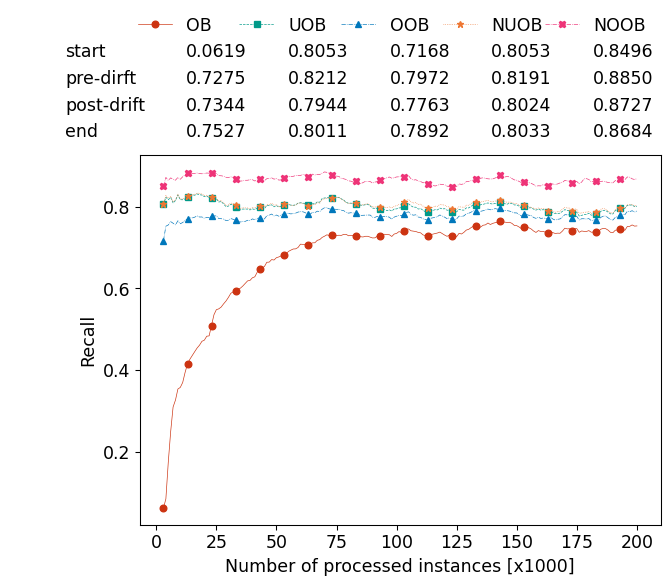 OB UOB OOB NUOB NOOB
start 0.0619 0.8053 0.7168 0.8053 0.8496
pre-dirft 0.7275 0.8212 0.7972 0.8191 0.8850
post-drift 0.7344 0.7944 0.7763 0.8024 0.8727
end 0.7527 0.8011 0.7892 0.8033 0.8684
0.8
0.6
0.4
0.2
Recall
0 25 50 75 100 125 150 175 200
Number of processed instances [x1000]